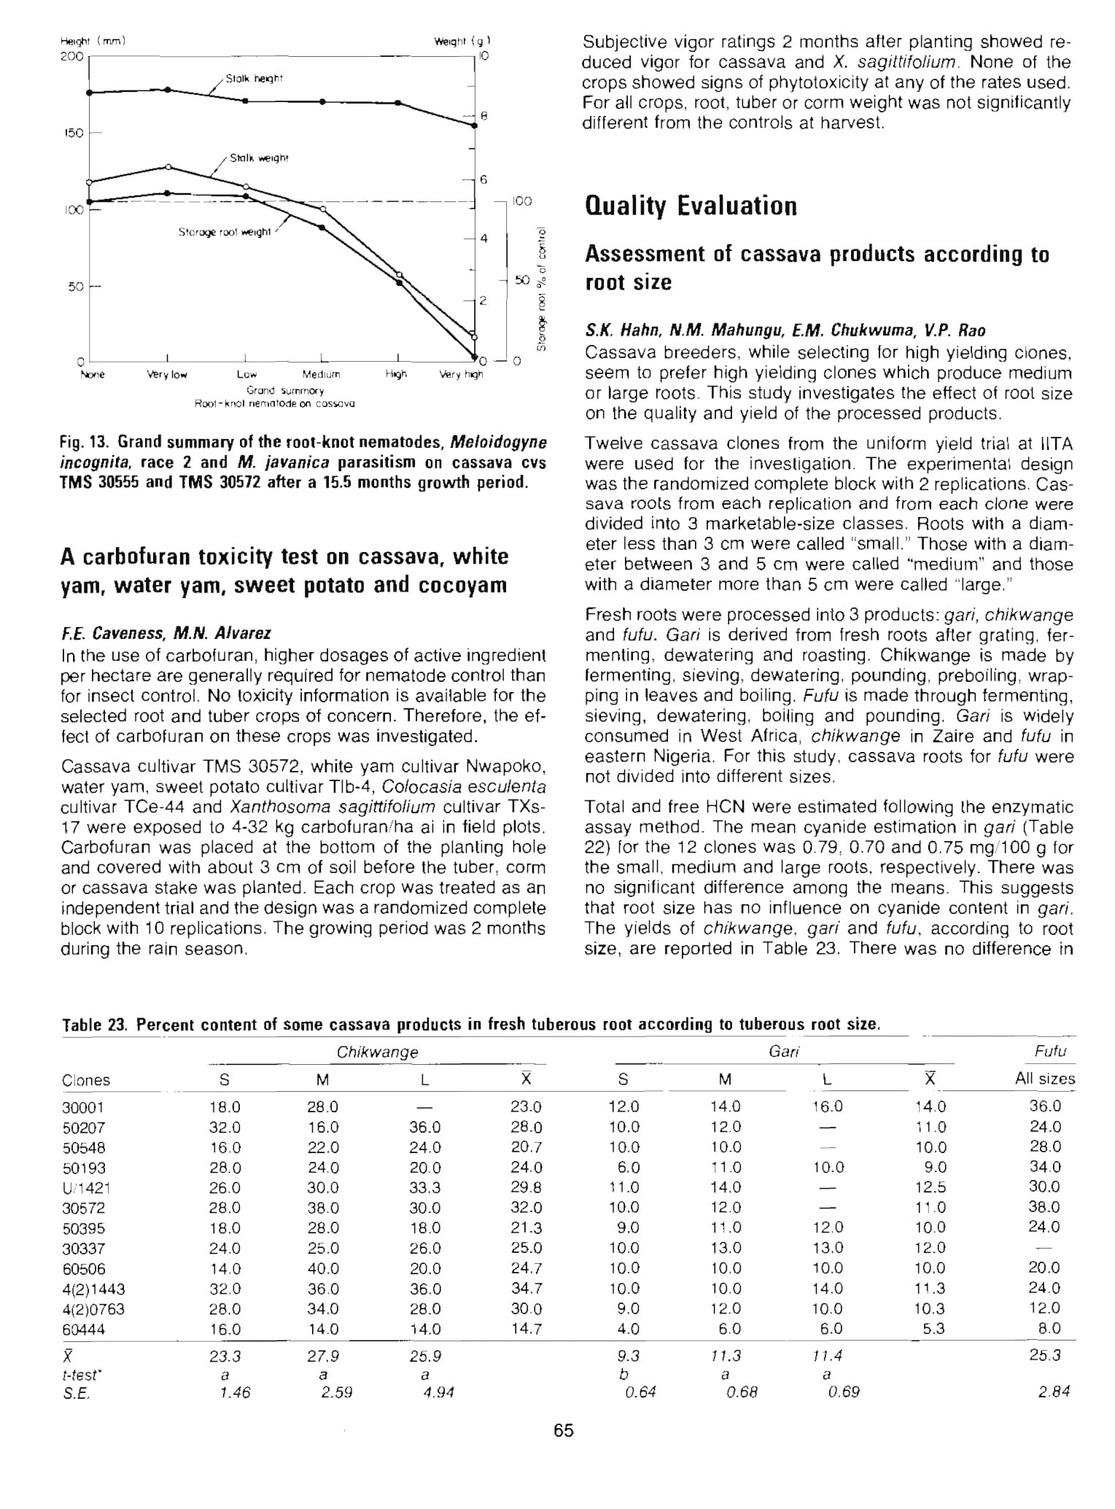 Height (mm)
Weight (g)
200
10
Stalk height
8
150
Stalk weight
6
100
100
Storage root weight
4
50
50
2
Storage root % of control
0
0
0
None Very low Low Medium High Very high
Grand summary
Root-knot nematode on cassava
Fig. 13. Grand summary of the root-knot nematodes, Meloidogyne
incognita, race 2 and M. javanica parasitism on cassava cvs
TMS 30555 and TMS 30572 after a 15.5 months growth period.
A carbofuran toxicity test on cassava, white
yam, water yam, sweet potato and cocoyam
F.E. Caveness, M.N. Alvarez
In the use of carbofuran, higher dosages of active ingredient
per hectare are generally required for nematode control than
for insect control. No toxicity information is available for the
selected root and tuber crops of concern. Therefore, the ef-
fect of carbofuran on these crops was investigated.
Cassava cultivar TMS 30572, white yam cultivar Nwapoko,
water yam, sweet potato cultivar TIb-4, Colocasia esculenta
cultivar TCe-44 and Xanthosoma sagittifolium cultivar TXs-
17 were exposed to 4-32 kg carbofuran/ha ai in field plots.
Carbofuran was placed at the bottom of the planting hole
and covered with about 3 cm of soil before the tuber, corm
or cassava stake was planted. Each crop was treated as an
independent trial and the design was a randomized complete
block with 10 replications. The growing period was 2 months
during the rain season.
Subjective vigor ratings 2 months after planting showed re-
duced vigor for cassava and X. sagittifolium. None of the
crops showed signs of phytotoxicity at any of the rates used.
For all crops, root, tuber or corm weight was not significantly
different from the controls at harvest.
Quality Evaluation
Assessment of cassava products according to
root size
S.K. Hahn, N.M. Mahungu, E.M. Chukwuma, V.P. Rao
Cassava breeders, while selecting for high yielding clones,
seem to prefer high yielding clones which produce medium
or large roots. This study investigates the effect of root size
on the quality and yield of the processed products.
Twelve cassava clones from the uniform yield trial at IITA
were used for the investigation. The experimental design
was the randomized complete block with 2 replications. Cas-
sava roots from each replication and from each clone were
divided into 3 marketable-size classes. Roots with a diam-
eter less than 3 cm were called "small." Those with a diam-
eter between 3 and 5 cm were called "medium" and those
with a diameter more than 5 cm were called "large."
Fresh roots were processed into 3 products: gari, chikwange
and fufu. Gari is derived from fresh roots after grating, fer-
menting, dewatering and roasting. Chikwange is made by
fermenting, sieving, dewatering, pounding, preboiling, wrap-
ping in leaves and boiling. Fufu is made through fermenting,
sieving, dewatering, boiling and pounding. Gari is widely
consumed in West Africa, chikwange in Zaire and fufu in
eastern Nigeria. For this study, cassava roots for fufu were
not divided into different sizes.
Total and free HCN were estimated following the enzymatic
assay method. The mean cyanide estimation in gari (Table
22) for the 12 clones was 0.79, 0.70 and 0.75 mg/100 g for
the small, medium and large roots, respectively. There was
no significant difference among the means. This suggests
that root size has no influence on cyanide content in gari.
The yields of chikwange, gari and fufu, according to root
size, are reported in Table 23. There was no difference in
Table 23. Percent content of some cassava products in fresh tuberous root according to tuberous root size.
Chikwange Gari Fufu
Clones S M L X̄ S M L X̄ All sizes
30001 18.0 28.0 — 23.0 12.0 14.0 16.0 14.0 36.0
50207 32.0 16.0 36.0 28.0 10.0 12.0 — 11.0 24.0
50548 16.0 22.0 24.0 20.7 10.0 10.0 — 10.0 28.0
50193 28.0 24.0 20.0 24.0 6.0 11.0 10.0 9.0 34.0
U/1421 26.0 30.0 33.3 29.8 11.0 14.0 — 12.5 30.0
30572 28.0 38.0 30.0 32.0 10.0 12.0 — 11.0 38.0
50395 18.0 28.0 18.0 21.3 9.0 11.0 12.0 10.0 24.0
30337 24.0 25.0 26.0 25.0 10.0 13.0 13.0 12.0 —
60506 14.0 40.0 20.0 24.7 10.0 10.0 10.0 10.0 20.0
4(2)1443 32.0 36.0 36.0 34.7 10.0 10.0 14.0 11.3 24.0
4(2)0763 28.0 34.0 28.0 30.0 9.0 12.0 10.0 10.3 12.0
60444 16.0 14.0 14.0 14.7 4.0 6.0 6.0 5.3 8.0
X̄ 23.3 27.9 25.9 9.3 11.3 11.4 25.3
t-test* a a a b a a
S.E. 1.46 2.59 4.94 0.64 0.68 0.69 2.84
65